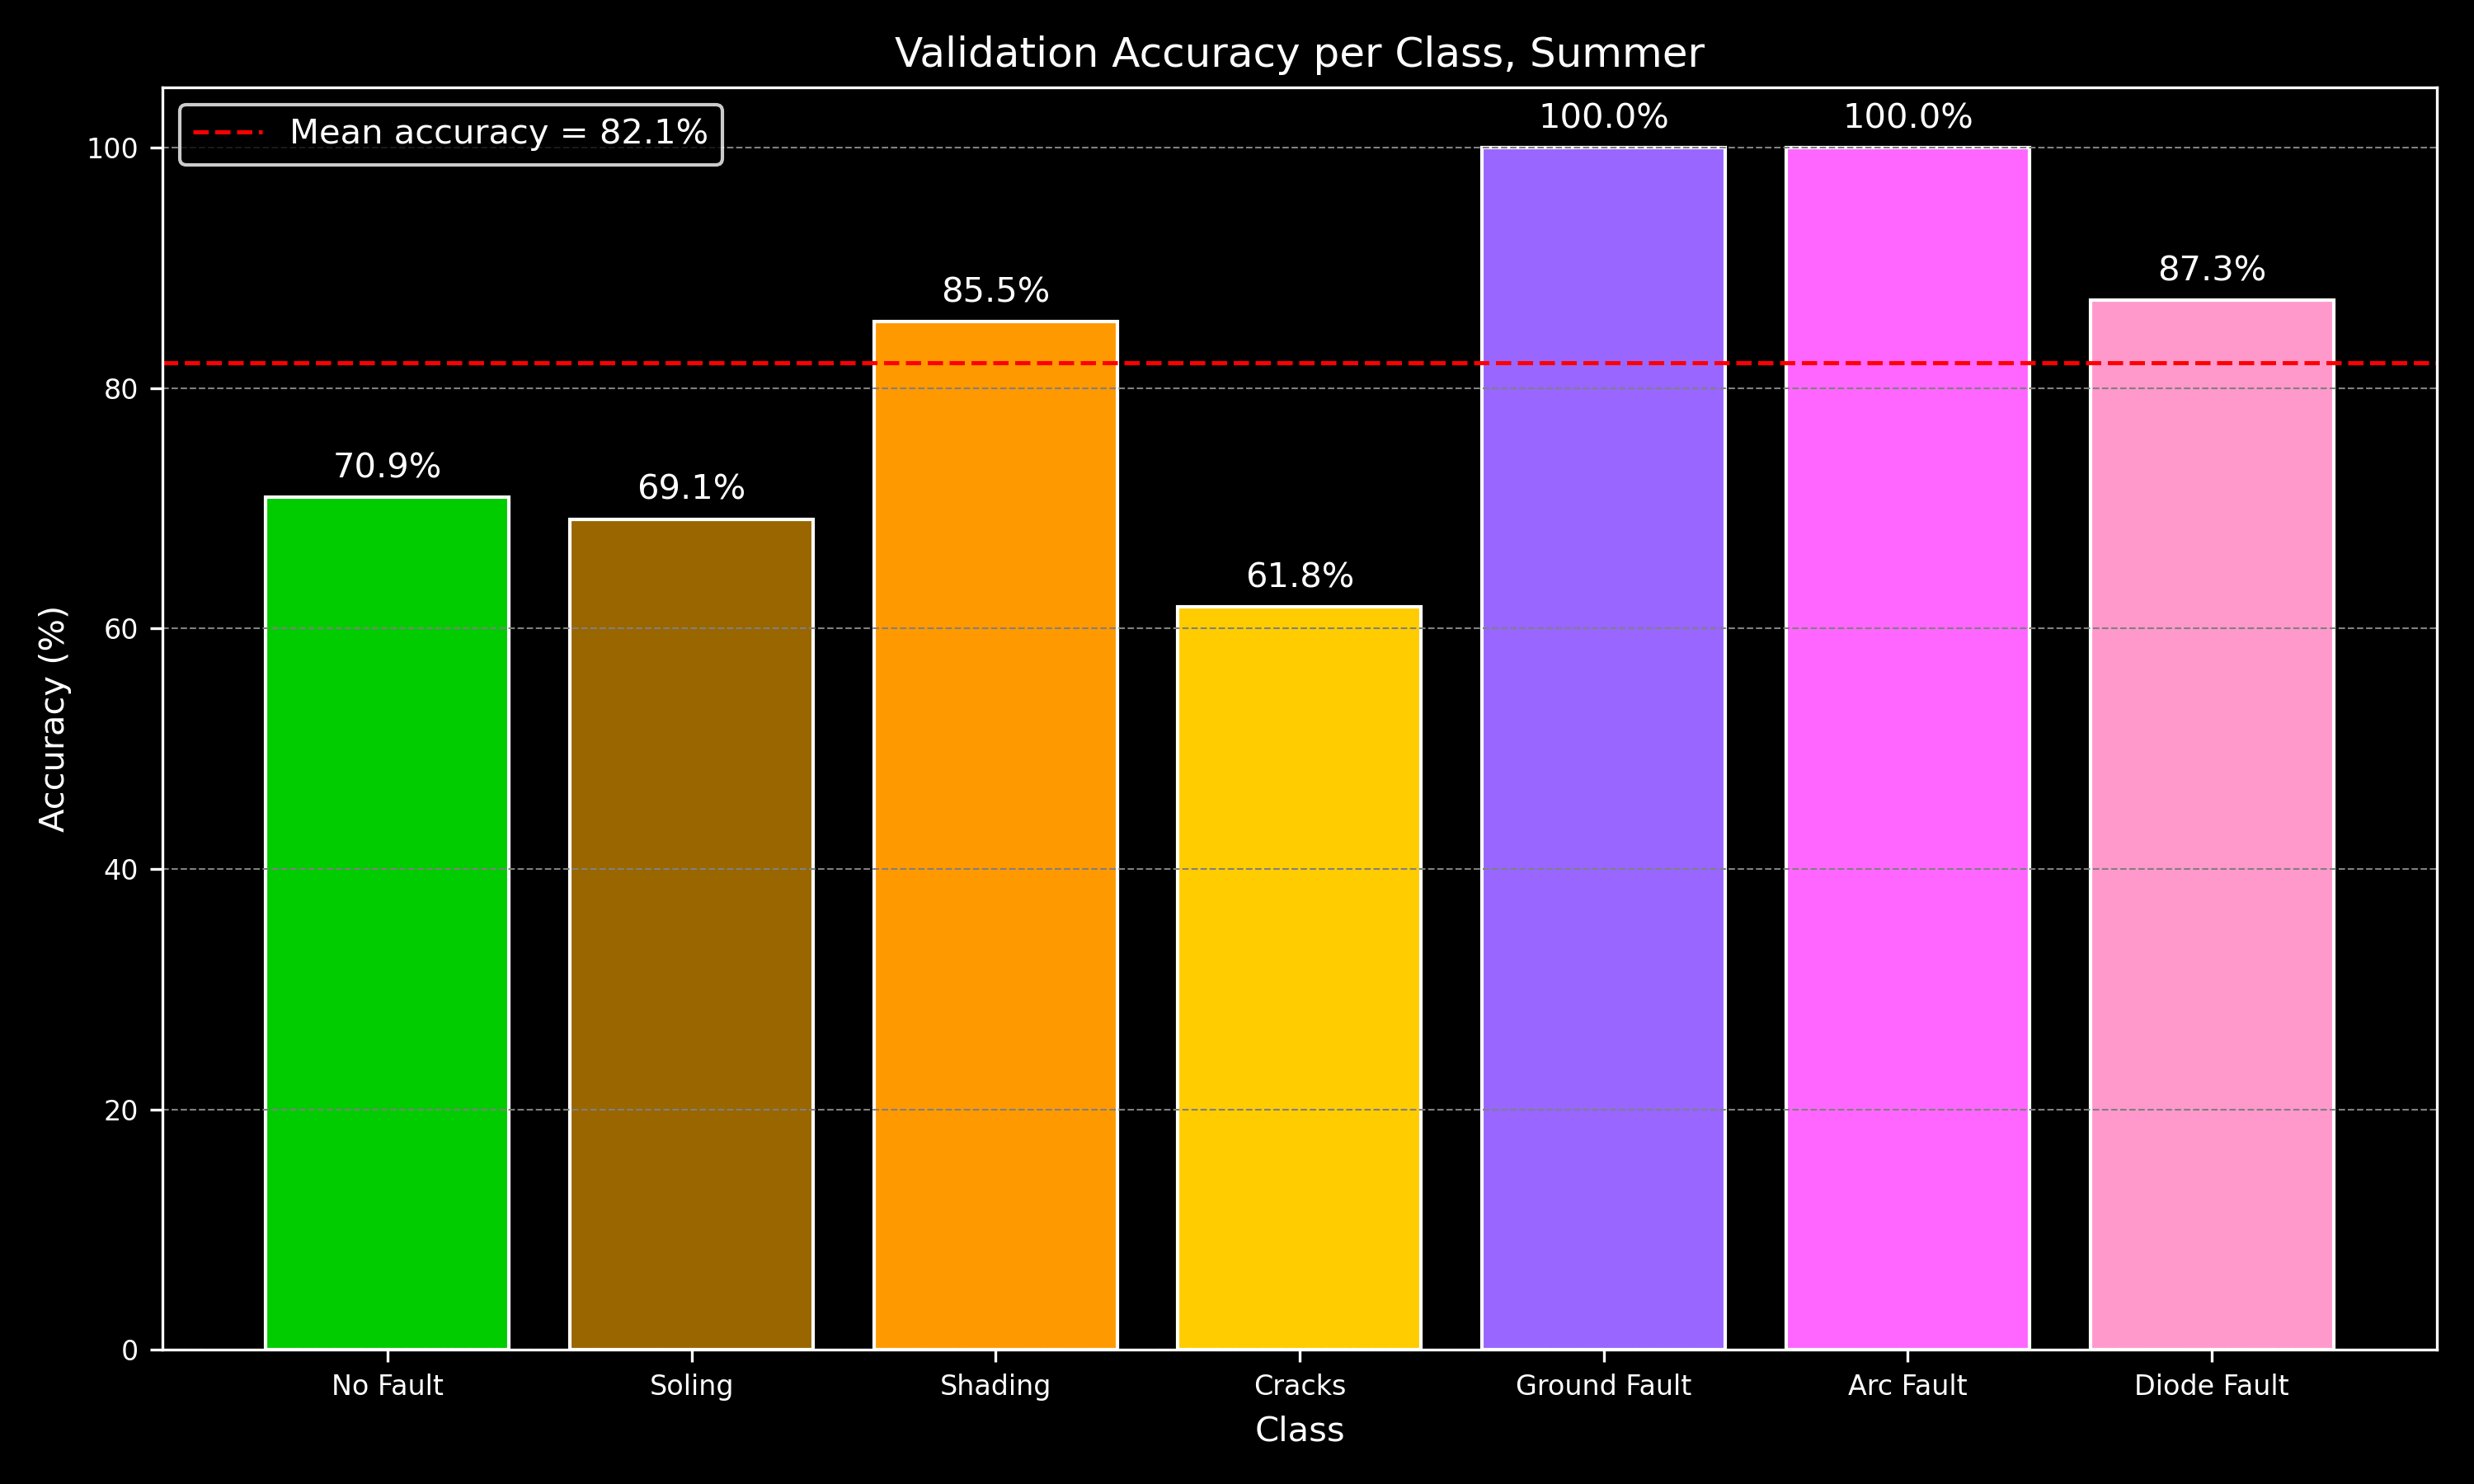 Validation Accuracy per Class, Summer
Mean accuracy = 82.1%
100.0%
100.0%
87.3%
85.5%
70.9%
69.1%
61.8%
Accuracy (%)
100
80
60
40
20
0
No Fault
Soling
Shading
Cracks
Ground Fault
Arc Fault
Diode Fault
Class